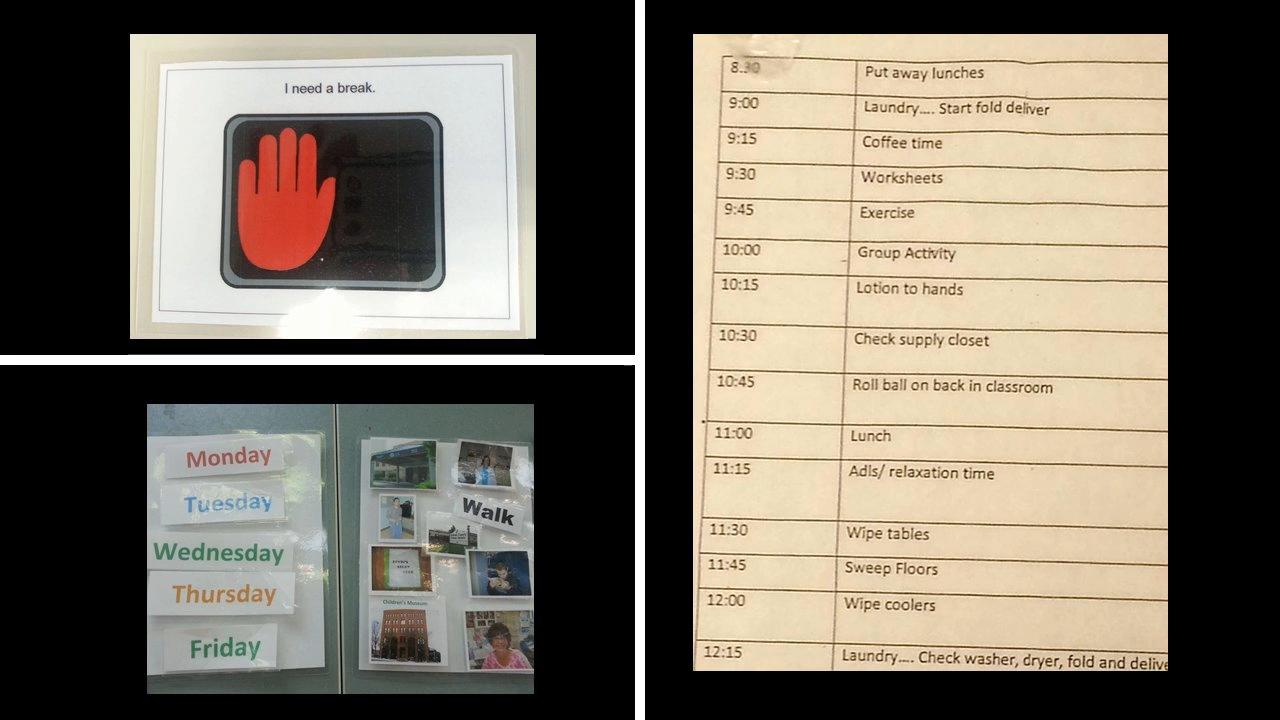 I need a break.
Monday
Tuesday
Wednesday
Thursday
Friday
Walk
Children's Museum
8:30 Put away lunches
9:00 Laundry.... Start fold deliver
9:15 Coffee time
9:30 Worksheets
9:45 Exercise
10:00 Group Activity
10:15 Lotion to hands
10:30 Check supply closet
10:45 Roll ball on back in classroom
11:00 Lunch
11:15 Adls/ relaxation time
11:30 Wipe tables
11:45 Sweep Floors
12:00 Wipe coolers
12:15 Laundry.... Check washer, dryer, fold and delive